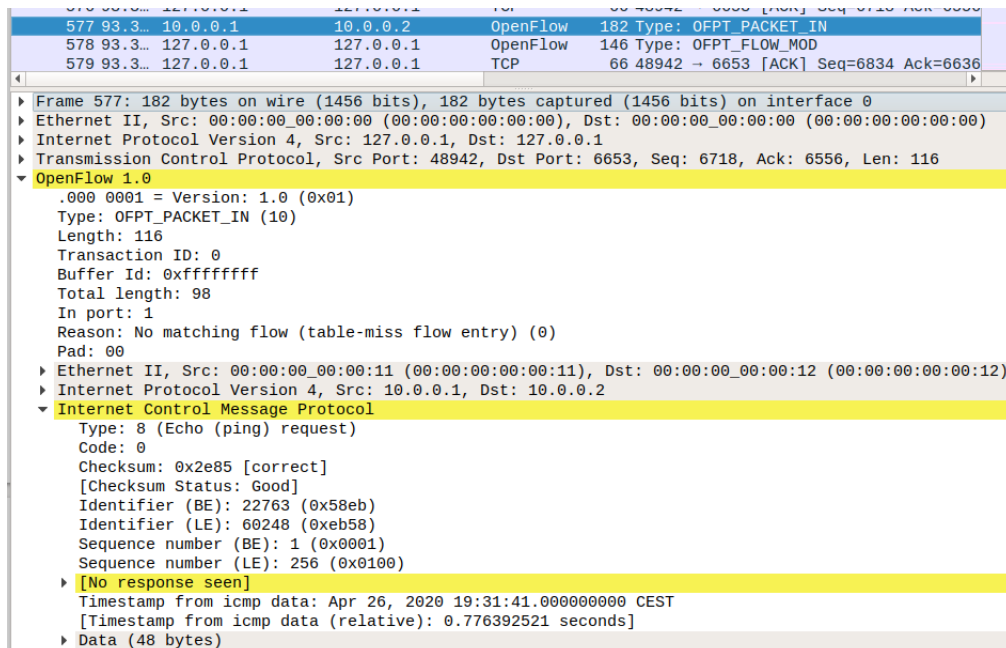 577 93.3… 10.0.0.1 10.0.0.2 OpenFlow 182 Type: OFPT_PACKET_IN
578 93.3… 127.0.0.1 127.0.0.1 OpenFlow 146 Type: OFPT_FLOW_MOD
579 93.3… 127.0.0.1 127.0.0.1 TCP 66 48942 → 6653 [ACK] Seq=6834 Ack=6636
Frame 577: 182 bytes on wire (1456 bits), 182 bytes captured (1456 bits) on interface 0
Ethernet II, Src: 00:00:00_00:00:00 (00:00:00:00:00:00), Dst: 00:00:00_00:00:00 (00:00:00:00:00:00)
Internet Protocol Version 4, Src: 127.0.0.1, Dst: 127.0.0.1
Transmission Control Protocol, Src Port: 48942, Dst Port: 6653, Seq: 6718, Ack: 6556, Len: 116
OpenFlow 1.0
.000 0001 = Version: 1.0 (0x01)
Type: OFPT_PACKET_IN (10)
Length: 116
Transaction ID: 0
Buffer Id: 0xffffffff
Total length: 98
In port: 1
Reason: No matching flow (table-miss flow entry) (0)
Pad: 00
Ethernet II, Src: 00:00:00_00:00:11 (00:00:00:00:00:11), Dst: 00:00:00_00:00:12 (00:00:00:00:00:12)
Internet Protocol Version 4, Src: 10.0.0.1, Dst: 10.0.0.2
Internet Control Message Protocol
Type: 8 (Echo (ping) request)
Code: 0
Checksum: 0x2e85 [correct]
[Checksum Status: Good]
Identifier (BE): 22763 (0x58eb)
Identifier (LE): 60248 (0xeb58)
Sequence number (BE): 1 (0x0001)
Sequence number (LE): 256 (0x0100)
[No response seen]
Timestamp from icmp data: Apr 26, 2020 19:31:41.000000000 CEST
[Timestamp from icmp data (relative): 0.776392521 seconds]
Data (48 bytes)